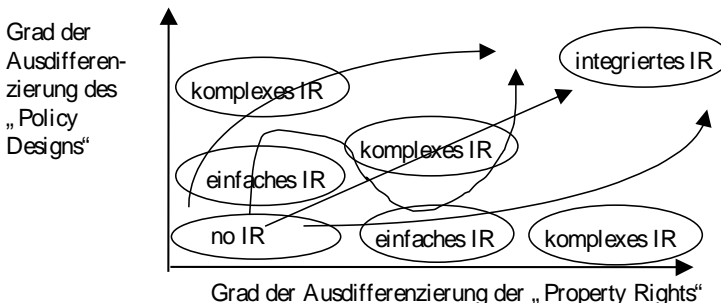 Grad der
Ausdifferen-
zierung des
„Policy
Designs“
komplexes IR
integriertes IR
komplexes IR
einfaches IR
no IR
einfaches IR
komplexes IR
Grad der Ausdifferenzierung der „Property Rights“